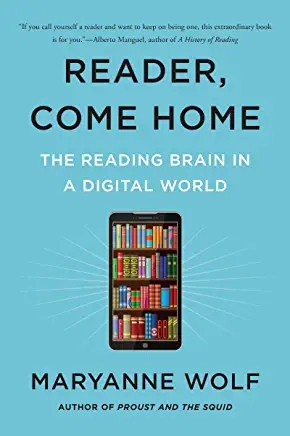 "If you call yourself a reader and want to keep on being one, this extraordinary book
is for you."—Alberto Manguel, author of A History of Reading
READER,
COME HOME
THE READING BRAIN IN
A DIGITAL WORLD
MARYANNE WOLF
AUTHOR OF PROUST AND THE SQUID